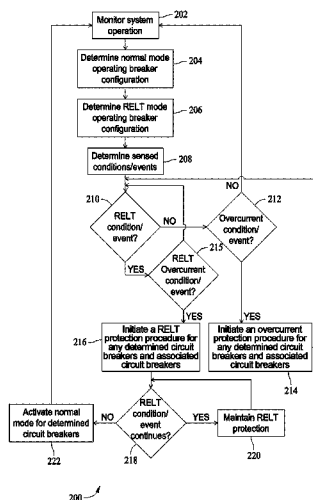 Monitor system
operation
202
Determine normal mode
operating breaker
configuration
204
Determine RELT mode
operating breaker
configuration
206
Determine sensed
conditions/events
208
NO
210
212
RELT
condition/
event?
NO
Overcurrent
condition/
event?
215
YES
RELT
Overcurrent
condition/
event?
YES
YES
216
Initiate a RELT
protection procedure for
any determined circuit
breakers and associated
circuit breakers
Initiate an overcurrent
protection procedure for
any determined circuit
breakers and associated
circuit breakers
214
Activate normal
mode for determined
circuit breakers
222
NO
RELT
condition/
event
continues?
218
YES
Maintain RELT
protection
220
200